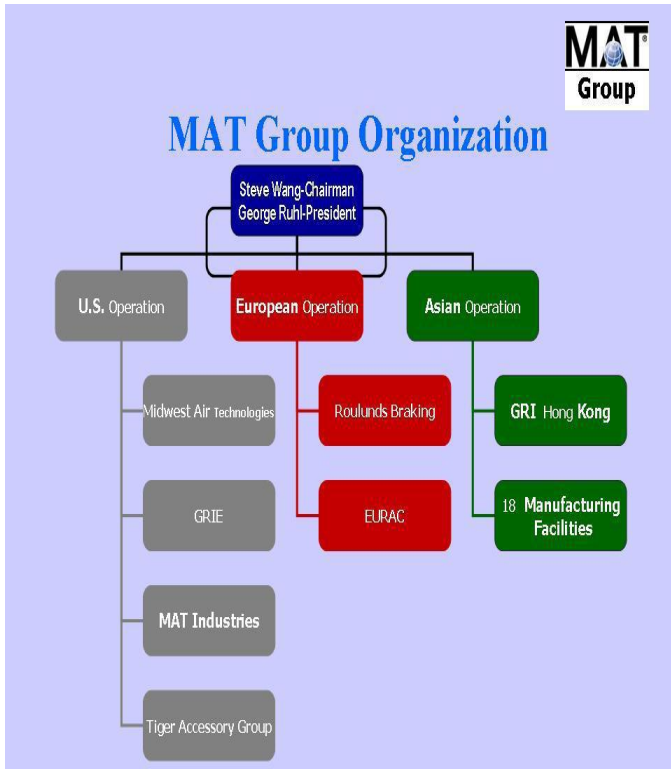 MAT®
Group
MAT Group Organization
Steve Wang-Chairman
George Ruhl-President
U.S. Operation
European Operation
Asian Operation
Midwest Air Technologies
Roulunds Braking
GRI Hong Kong
GRIE
EURAC
18 Manufacturing
Facilities
MAT Industries
Tiger Accessory Group